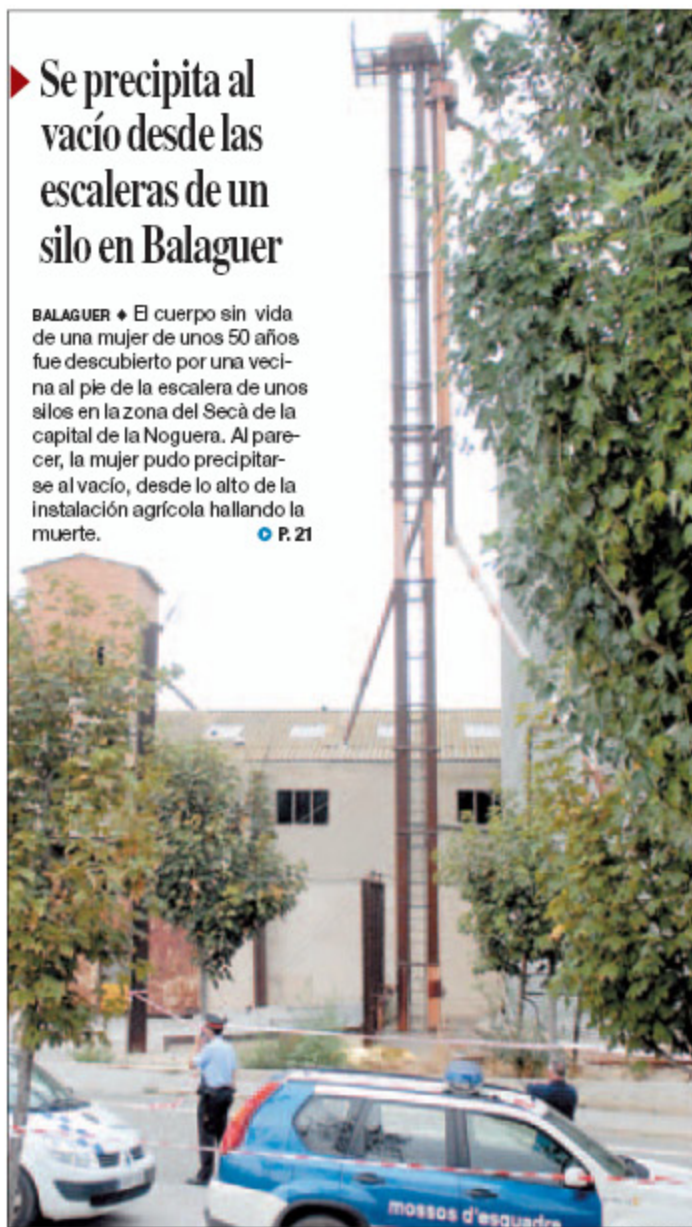 Se precipita al
vacío desde las
escaleras de un
silo en Balaguer
BALAGUER ♦ El cuerpo sin vida
de una mujer de unos 50 años
fue descubierto por una veci-
na al pie de la escalera de unos
silos en la zona del Secà de la
capital de la Noguera. Al pare-
cer, la mujer pudo precipitar-
se al vacío, desde lo alto de la
instalación agrícola hallando la
muerte. P. 21
mossos d'esquadra